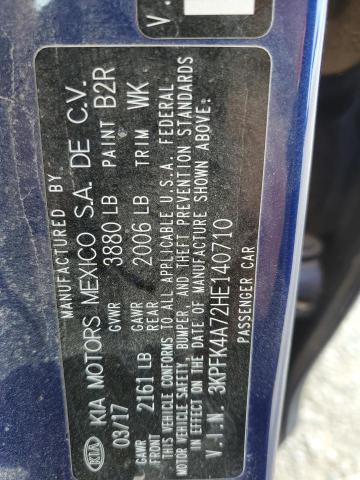 MANUFACTURED BY
KIA KIA MOTORS MEXICO S.A. DE C.V.
03/17 GVWR 3880 LB PAINT B2R
GAWR FRONT 2161 LB GAWR REAR 2006 LB TRIM WK
THIS VEHICLE CONFORMS TO ALL APPLICABLE U.S.A. FEDERAL
MOTOR VEHICLE SAFETY, BUMPER, AND THEFT PREVENTION STANDARDS
IN EFFECT ON THE DATE OF MANUFACTURE SHOWN ABOVE.
V.I.N. 3KPFK4A72HE140710
PASSENGER CAR
V.